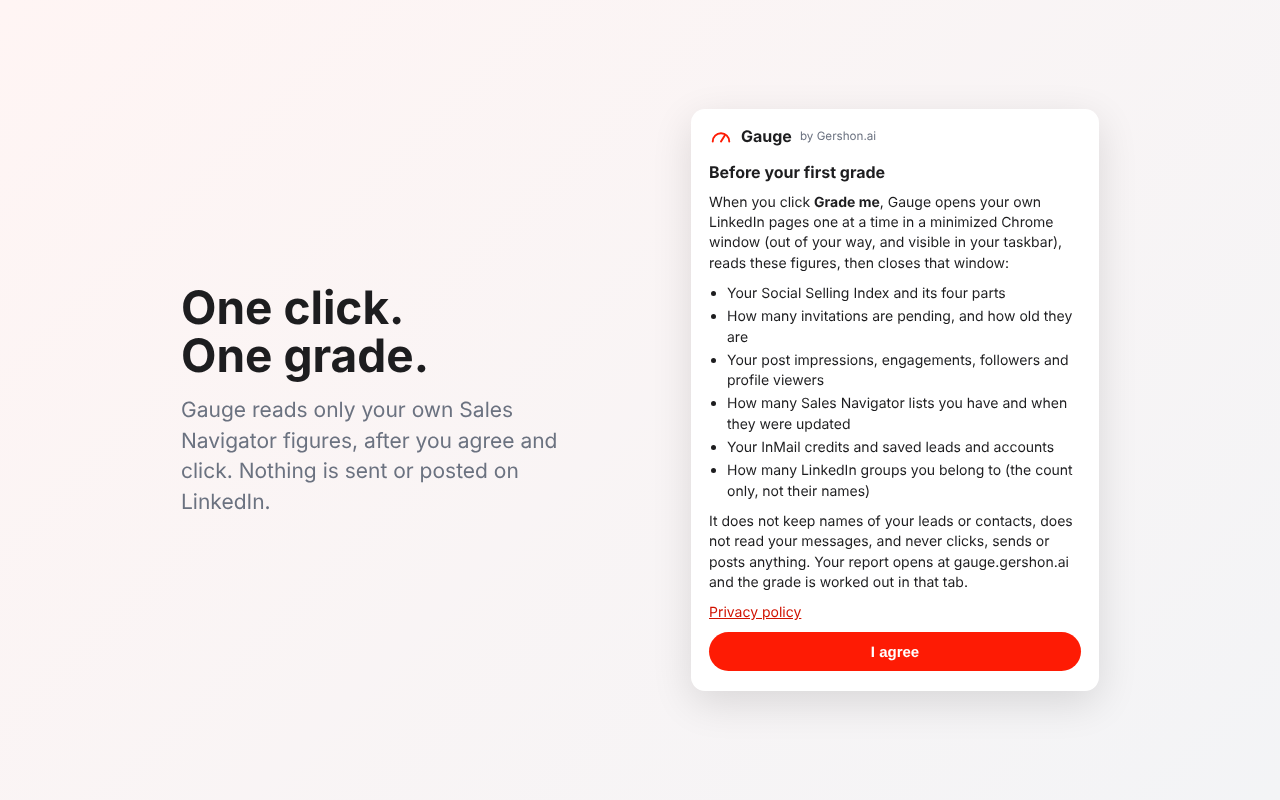 One click.
One grade.
Gauge reads only your own Sales
Navigator figures, after you agree and
click. Nothing is sent or posted on
LinkedIn.
Gauge by Gershon.ai
Before your first grade
When you click Grade me, Gauge opens your own
LinkedIn pages one at a time in a minimized Chrome
window (out of your way, and visible in your taskbar),
reads these figures, then closes that window:
• Your Social Selling Index and its four parts
• How many invitations are pending, and how old they
are
• Your post impressions, engagements, followers and
profile viewers
• How many Sales Navigator lists you have and when
they were updated
• Your InMail credits and saved leads and accounts
• How many LinkedIn groups you belong to (the count
only, not their names)
It does not keep names of your leads or contacts, does
not read your messages, and never clicks, sends or
posts anything. Your report opens at gauge.gershon.ai
and the grade is worked out in that tab.
Privacy policy
I agree